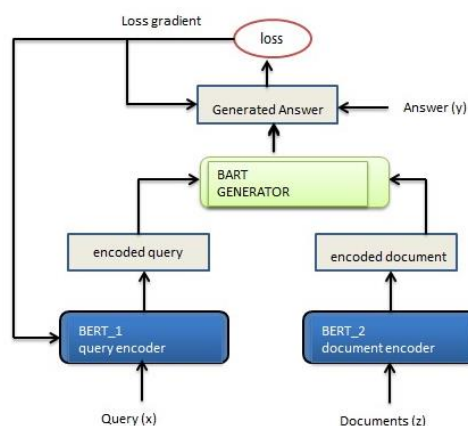 Loss gradient
loss
Generated Answer
Answer (y)
BART
GENERATOR
encoded query
encoded document
BERT_1
query encoder
BERT_2
document encoder
Query (x)
Documents (z)